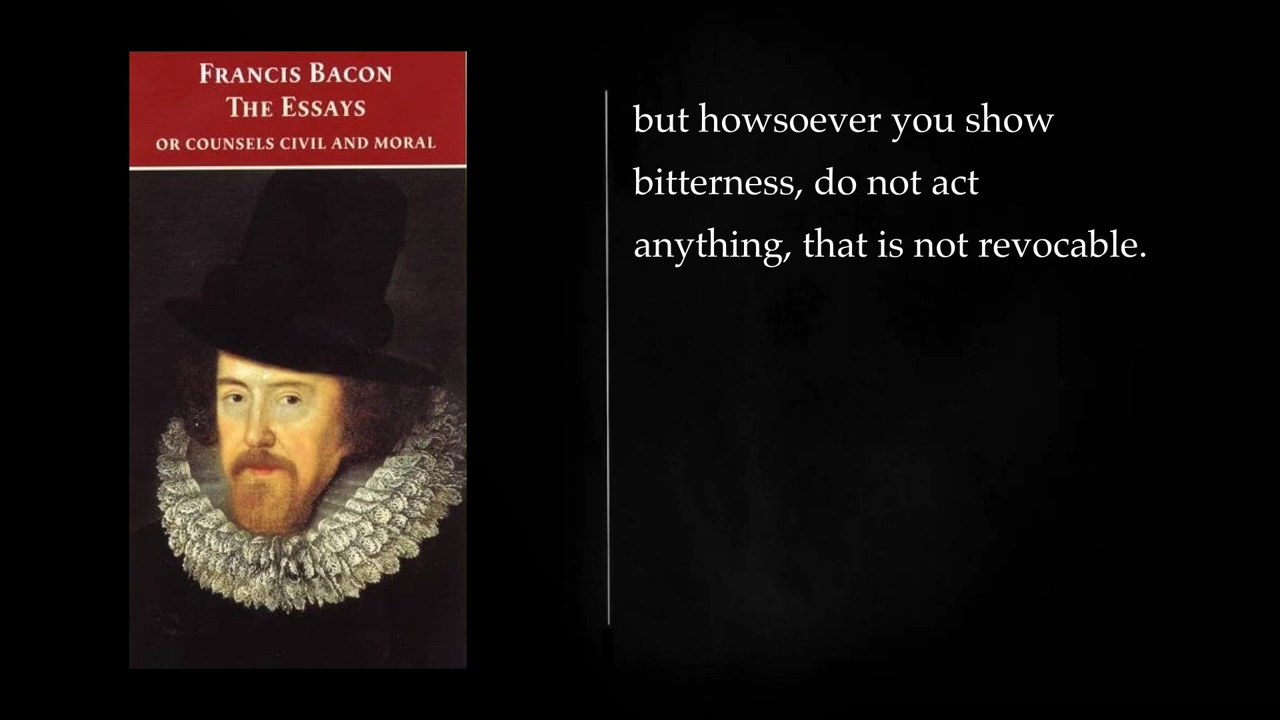 FRANCIS BACON
THE ESSAYS
OR COUNSELS CIVIL AND MORAL
but howsoever you show
bitterness, do not act
anything, that is not revocable.